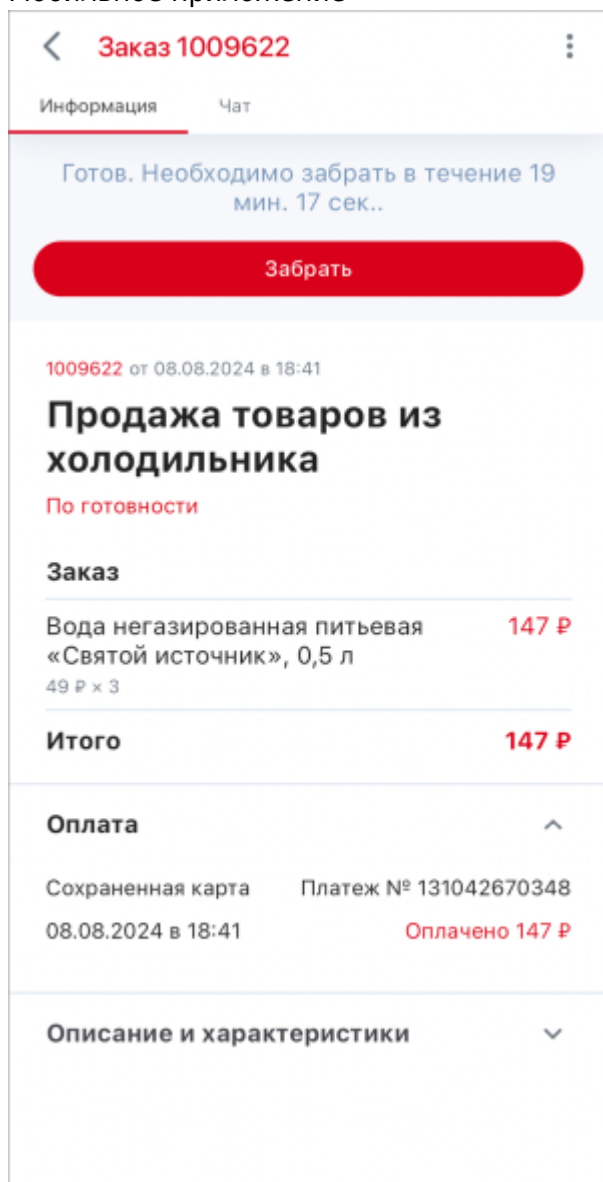 Мобильное приложение
Заказ 1009622
Информация Чат
Готов. Необходимо забрать в течение 19
мин. 17 сек..
Забрать
1009622 от 08.08.2024 в 18:41
Продажа товаров из
холодильника
По готовности
Заказ
Вода негазированная питьевая 147 ₽
«Святой источник», 0,5 л
49 ₽ × 3
Итого 147 ₽
Оплата
Сохраненная карта Платеж № 131042670348
08.08.2024 в 18:41 Оплачено 147 ₽
Описание и характеристики